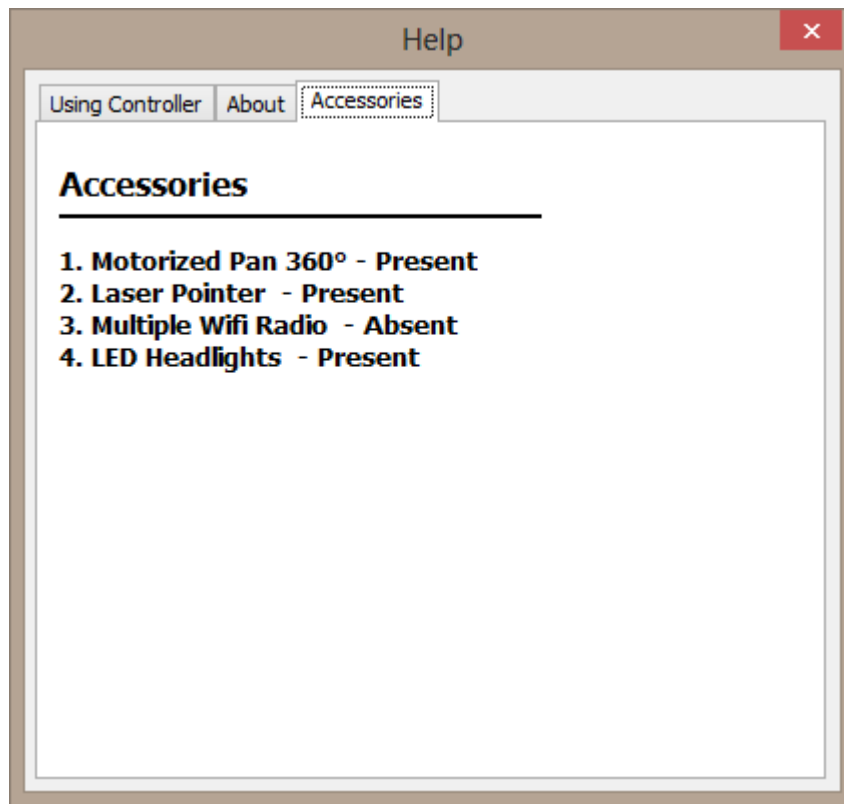 Help
Using Controller About Accessories
Accessories
1. Motorized Pan 360° - Present
2. Laser Pointer - Present
3. Multiple Wifi Radio - Absent
4. LED Headlights - Present